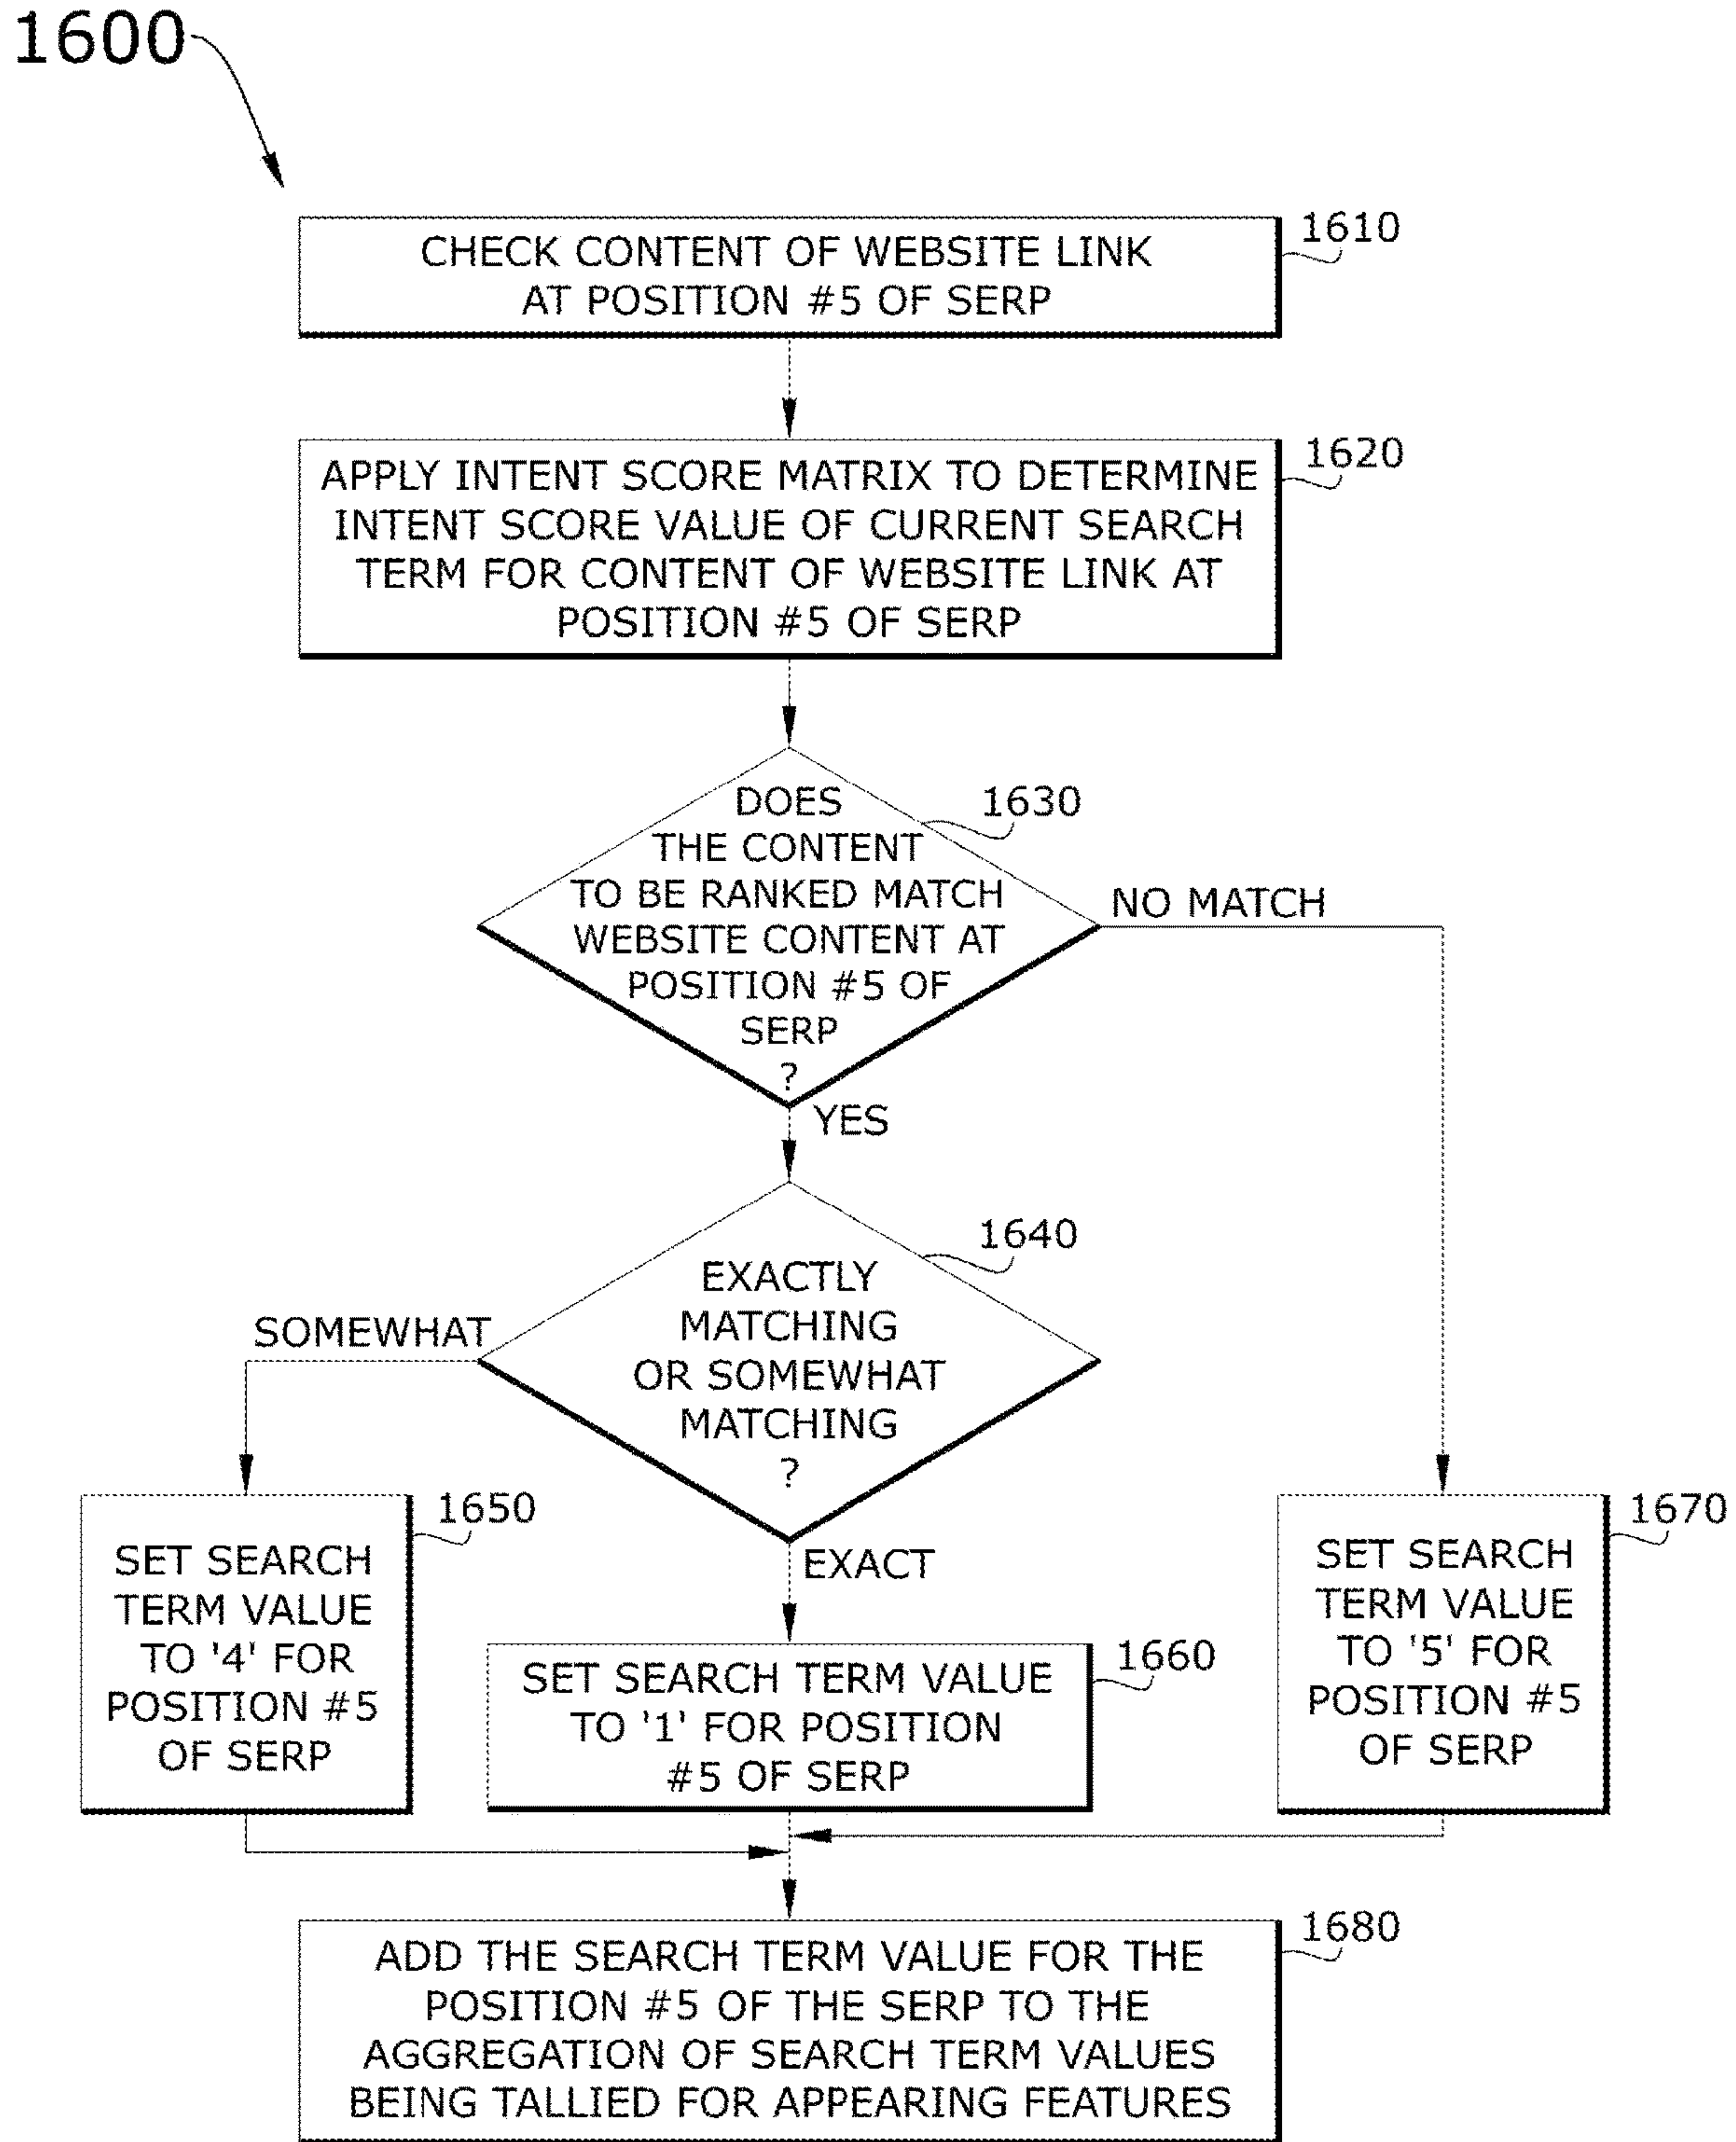 1600
CHECK CONTENT OF WEBSITE LINK
AT POSITION #5 OF SERP
1610
APPLY INTENT SCORE MATRIX TO DETERMINE
INTENT SCORE VALUE OF CURRENT SEARCH
TERM FOR CONTENT OF WEBSITE LINK AT
POSITION #5 OF SERP
1620
DOES
THE CONTENT
TO BE RANKED MATCH
WEBSITE CONTENT AT
POSITION #5 OF
SERP
?
1630
NO MATCH
YES
EXACTLY
MATCHING
OR SOMEWHAT
MATCHING
?
1640
SOMEWHAT
EXACT
SET SEARCH
TERM VALUE
TO '4' FOR
POSITION #5
OF SERP
1650
SET SEARCH TERM VALUE
TO '1' FOR POSITION
#5 OF SERP
1660
SET SEARCH
TERM VALUE
TO '5' FOR
POSITION #5
OF SERP
1670
ADD THE SEARCH TERM VALUE FOR THE
POSITION #5 OF THE SERP TO THE
AGGREGATION OF SEARCH TERM VALUES
BEING TALLIED FOR APPEARING FEATURES
1680